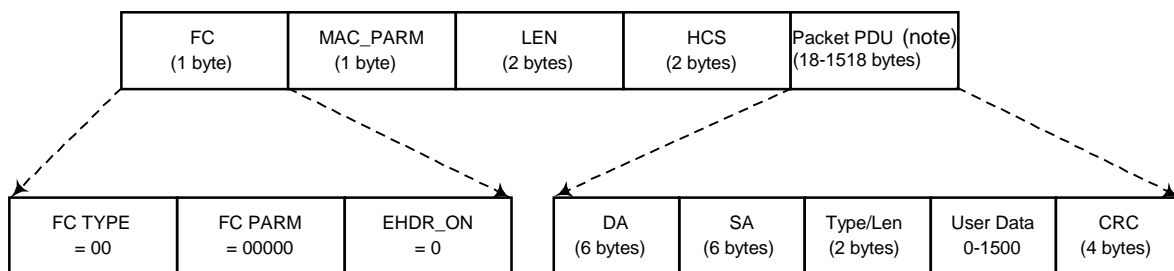 FC
(1 byte)
MAC_PARM
(1 byte)
LEN
(2 bytes)
HCS
(2 bytes)
Packet PDU (note)
(18-1518 bytes)
FC TYPE
= 00
FC PARM
= 00000
EHDR_ON
= 0
DA
(6 bytes)
SA
(6 bytes)
Type/Len
(2 bytes)
User Data
0-1500
CRC
(4 bytes)